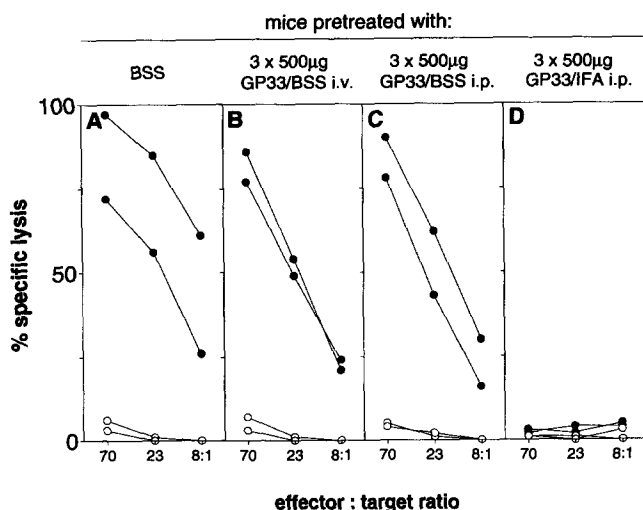 mice pretreated with:
BSS
3 x 500µg
GP33/BSS i.v.
3 x 500µg
GP33/BSS i.p.
3 x 500µg
GP33/IFA i.p.
100
A
B
C
D
% specific lysis
50
0
70 23 8:1
70 23 8:1
70 23 8:1
70 23 8:1
effector : target ratio